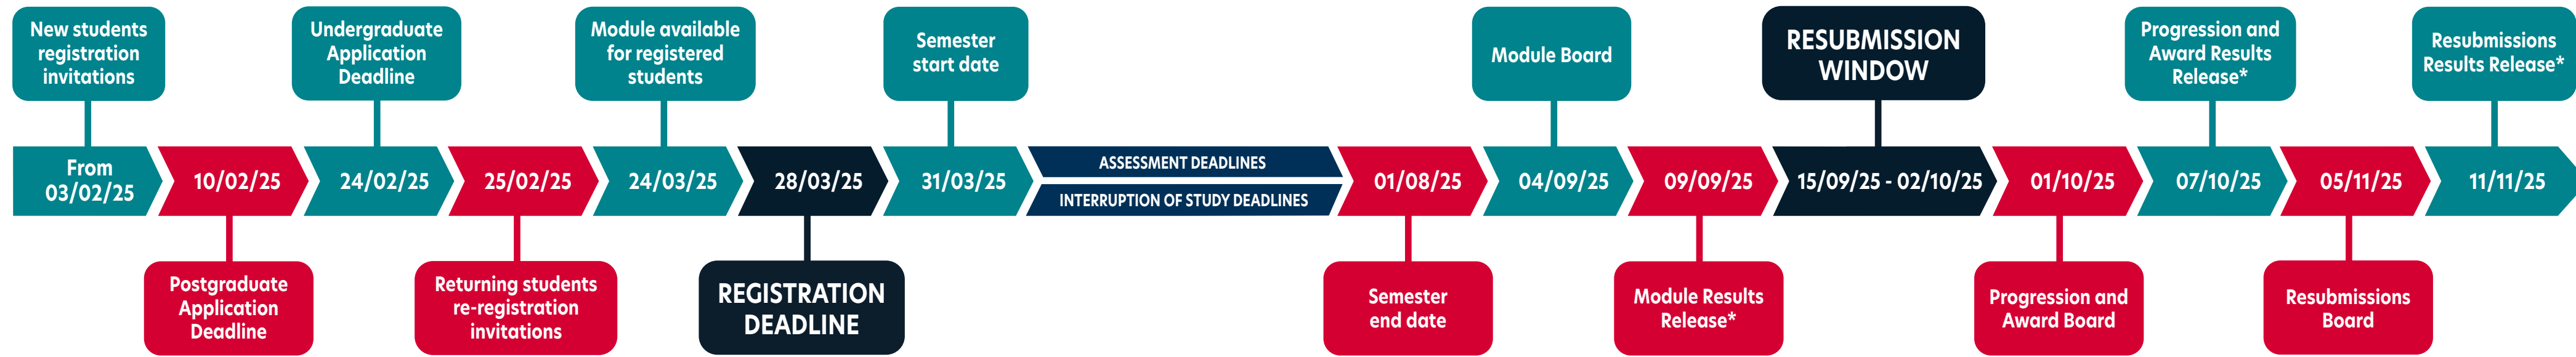 New students
registration
invitations
Undergraduate
Application
Deadline
Module available
for registered
students
Semester
start date
Module Board
RESUBMISSION
WINDOW
Progression and
Award Results
Release*
Resubmissions
Results Release*
From
03/02/25
10/02/25
24/02/25
25/02/25
24/03/25
28/03/25
31/03/25
ASSESSMENT DEADLINES
INTERRUPTION OF STUDY DEADLINES
01/08/25
04/09/25
09/09/25
15/09/25 - 02/10/25
01/10/25
07/10/25
05/11/25
11/11/25
Postgraduate
Application
Deadline
Returning students
re-registration
invitations
REGISTRATION
DEADLINE
Semester
end date
Module Results
Release*
Progression and
Award Board
Resubmissions
Board